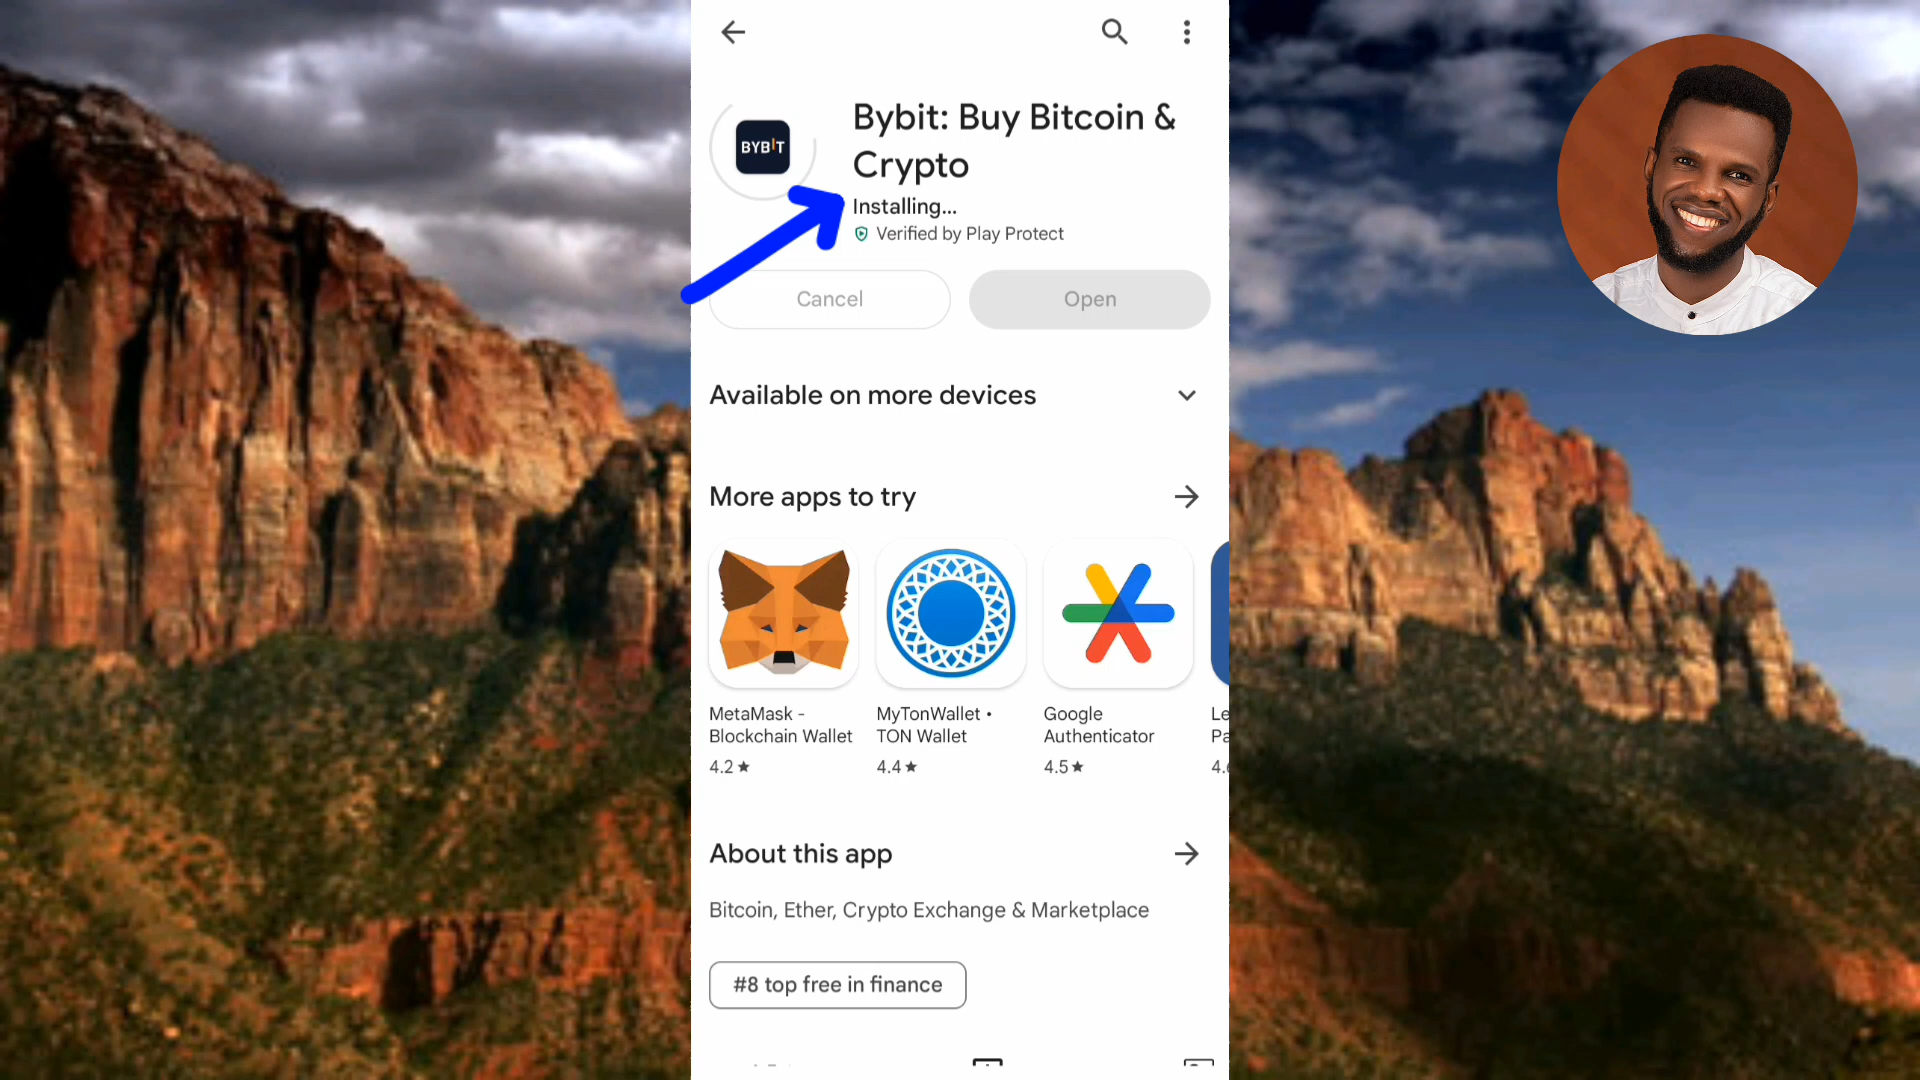 Bybit: Buy Bitcoin &
Crypto
BYBIT
Installing...
Verified by Play Protect
Cancel
Open
Available on more devices
More apps to try
MetaMask -
Blockchain Wallet
4.2★
MyTonWallet •
TON Wallet
4.4★
Google
Authenticator
4.5★
Le
Pa
About this app
Bitcoin, Ether, Crypto Exchange & Marketplace
#8 top free in finance